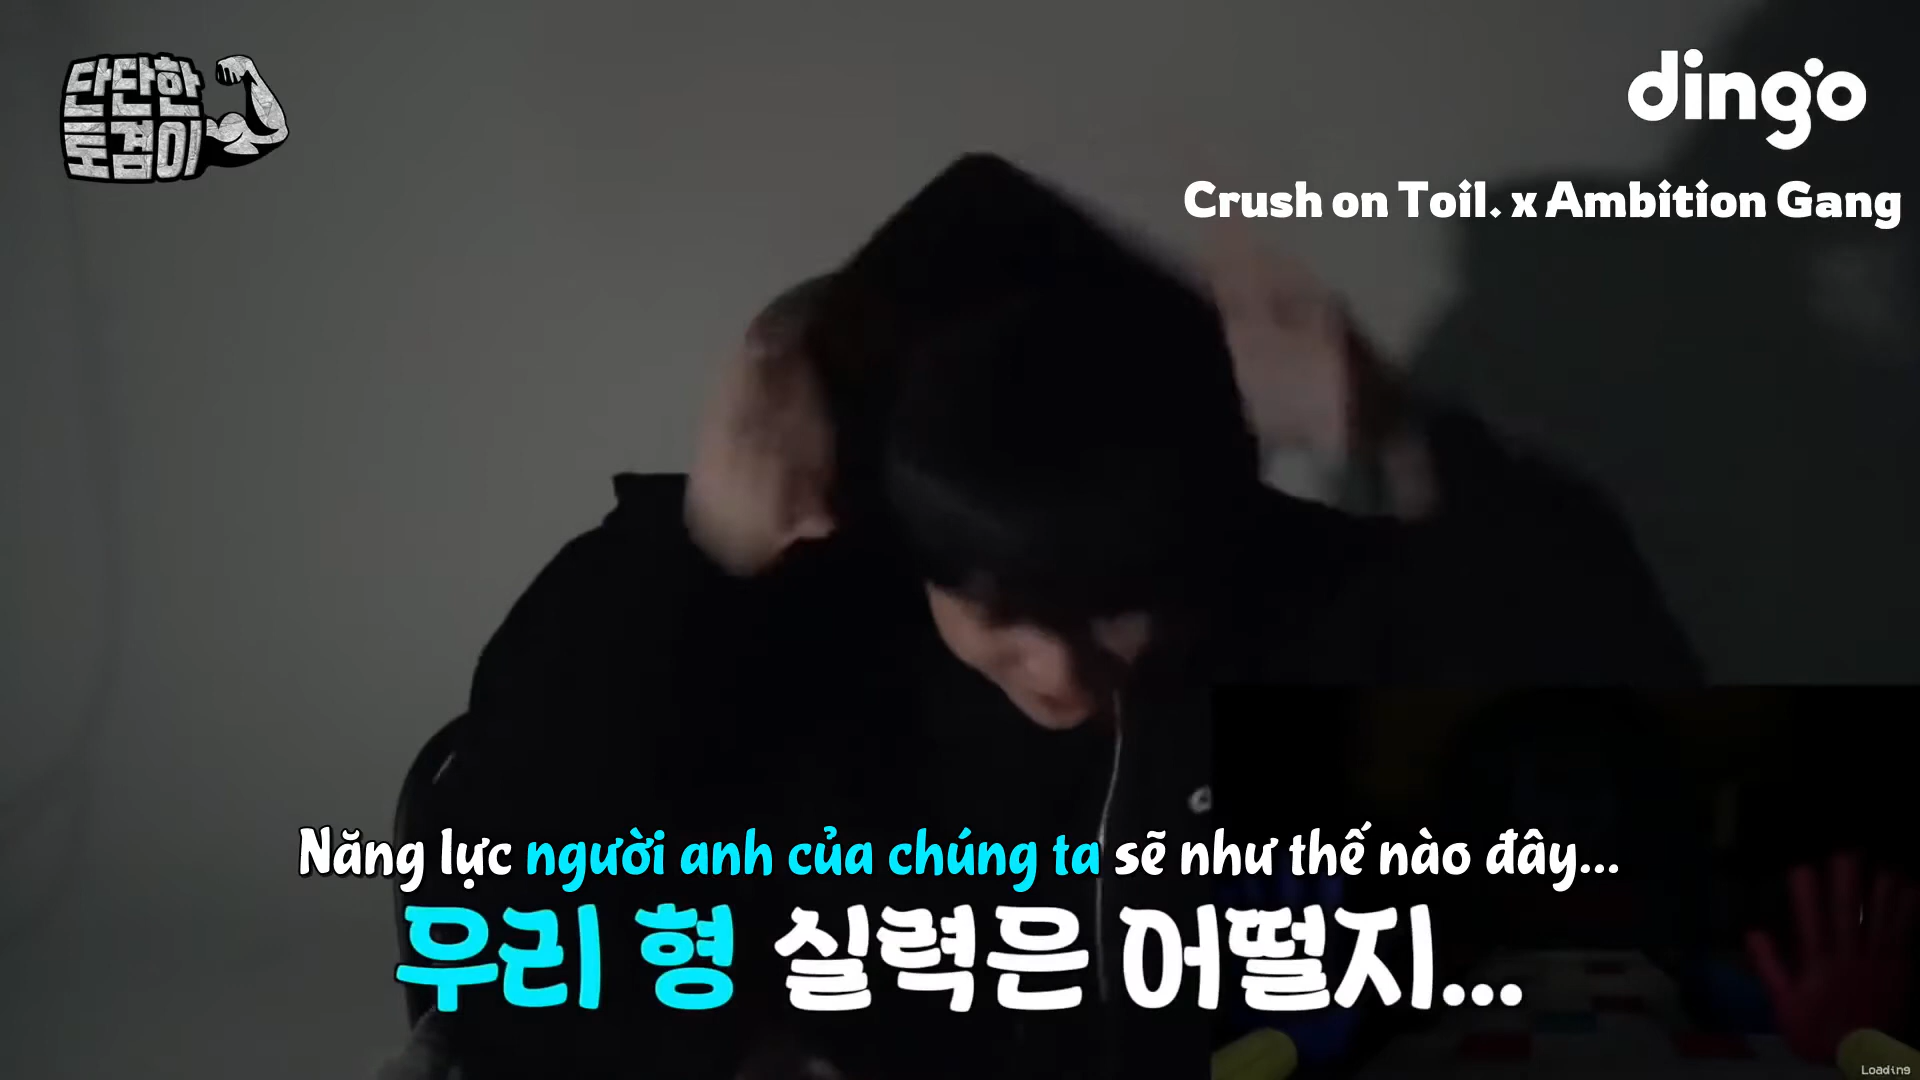 단단한
토겸이
dingo
Crush on Toil. x Ambition Gang
Năng lực người anh của chúng ta sẽ như thế nào đây...
우리 형 실력은 어떨지...
Loading